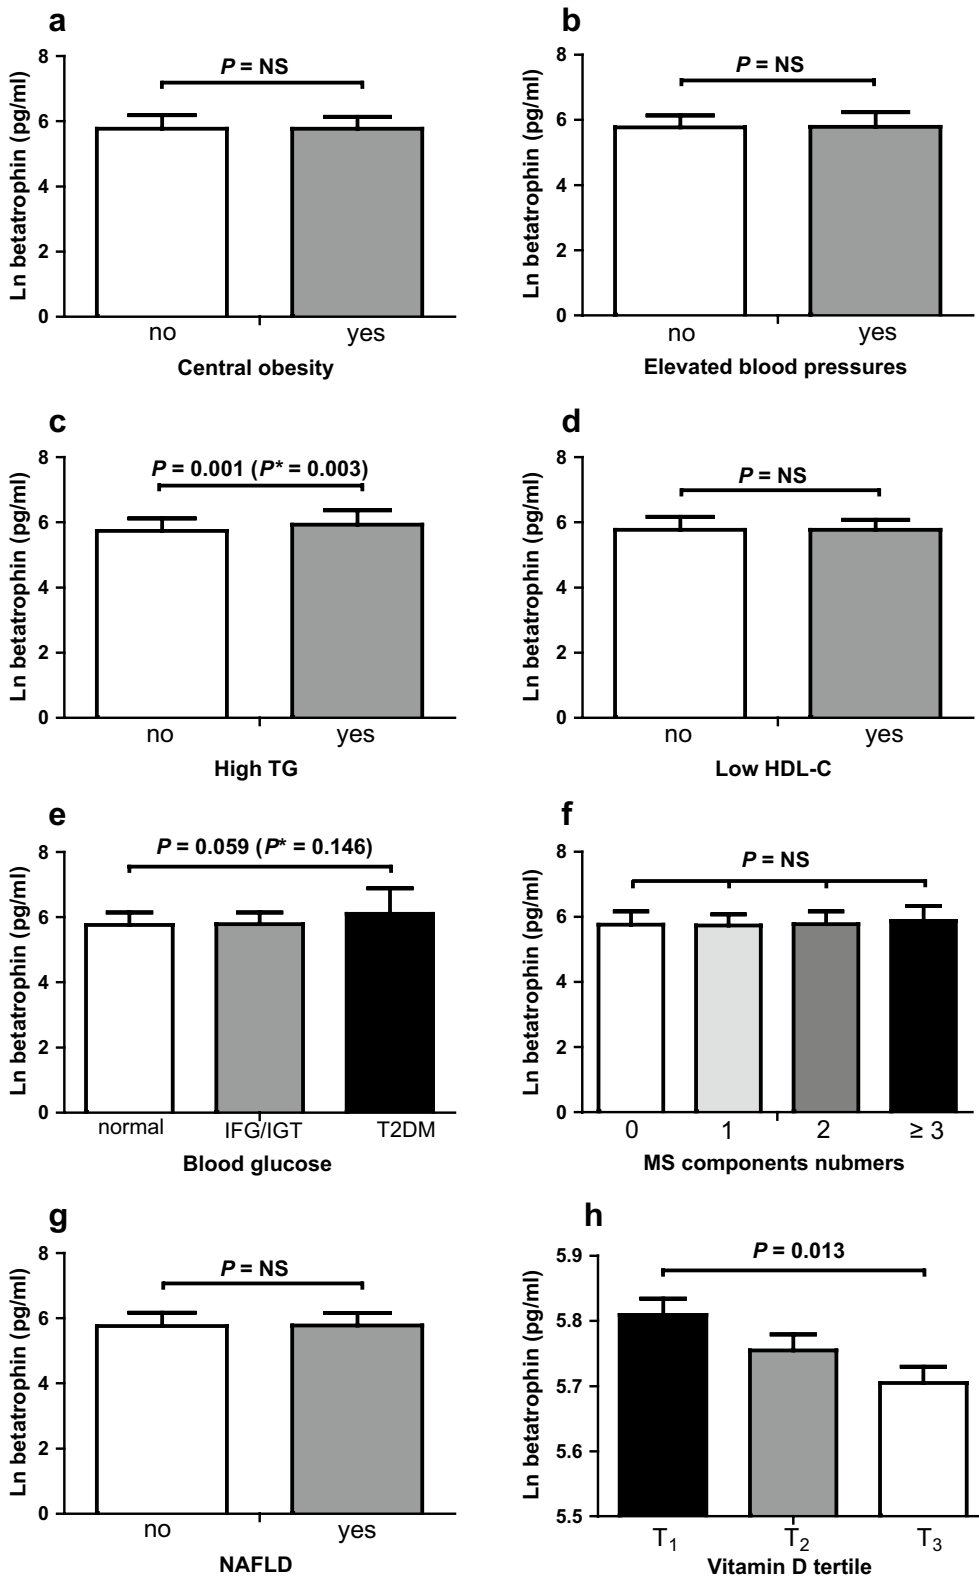 a
P = NS
Ln betatrophin (pg/ml)
8
6
4
2
0
no yes
Central obesity
b
P = NS
Ln betatrophin (pg/ml)
8
6
4
2
0
no yes
Elevated blood pressures
c
P = 0.001 (P* = 0.003)
Ln betatrophin (pg/ml)
8
6
4
2
0
no yes
High TG
d
P = NS
Ln betatrophin (pg/ml)
8
6
4
2
0
no yes
Low HDL-C
e
P = 0.059 (P* = 0.146)
Ln betatrophin (pg/ml)
8
6
4
2
0
normal IFG/IGT T2DM
Blood glucose
f
P = NS
Ln betatrophin (pg/ml)
8
6
4
2
0
0 1 2 ≥ 3
MS components nubmers
g
P = NS
Ln betatrophin (pg/ml)
8
6
4
2
0
no yes
NAFLD
h
P = 0.013
Ln betatrophin (pg/ml)
5.9
5.8
5.7
5.6
5.5
T₁ T₂ T₃
Vitamin D tertile